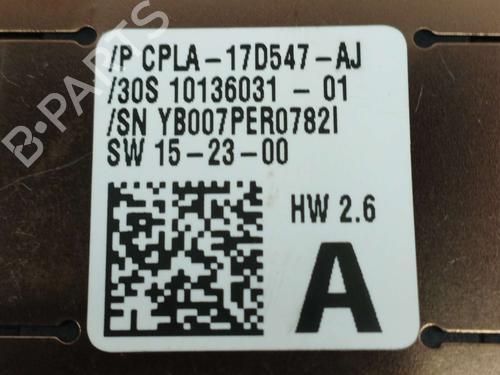 /P CPLA-17D547-AJ
/30S 10136031 - 01
/SN YB007PER0782I
SW 15-23-00
HW 2.6
A
B-PARTS